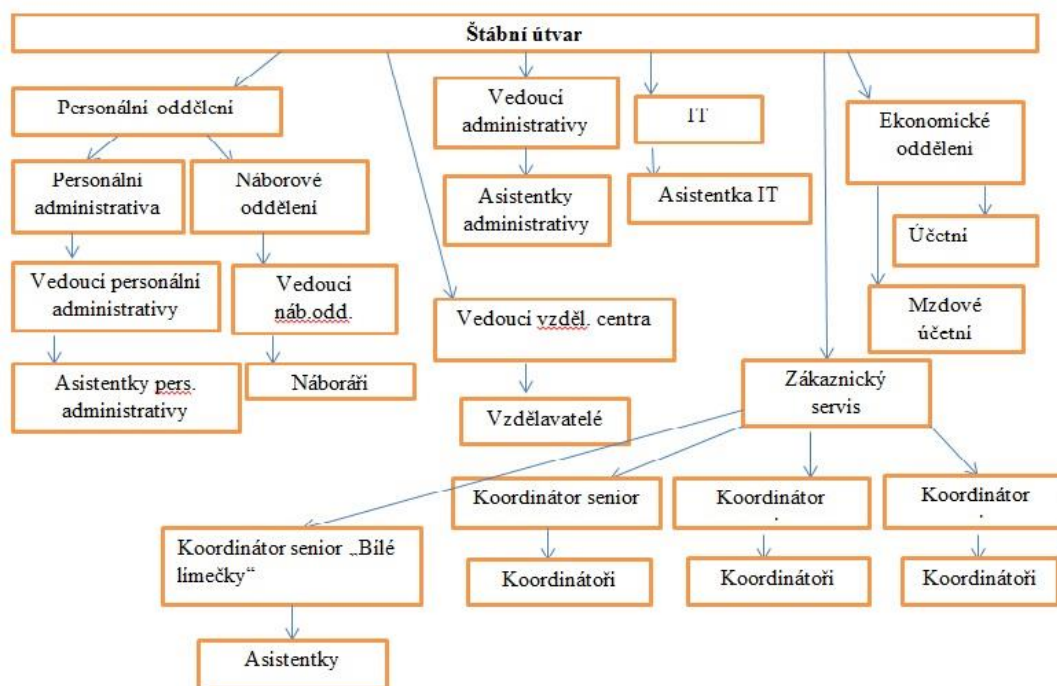 Štábní útvar
Personální oddělení
Vedoucí
administrativy
IT
Ekonomické
oddělení
Personální
administrativa
Náborové
oddělení
Asistentky
administrativy
Asistentka IT
Účetní
Vedoucí personální
administrativy
Vedoucí
náb.odd.
Vedoucí vzděl. centra
Mzdové
účetní
Asistentky pers.
administrativy
Náboráři
Vzdělavatelé
Zákaznický
servis
Koordinátor senior
Koordinátor
.
Koordinátor
.
Koordinátor senior „Bílé
límečky“
Koordinátoři
Koordinátoři
Koordinátoři
Asistentky